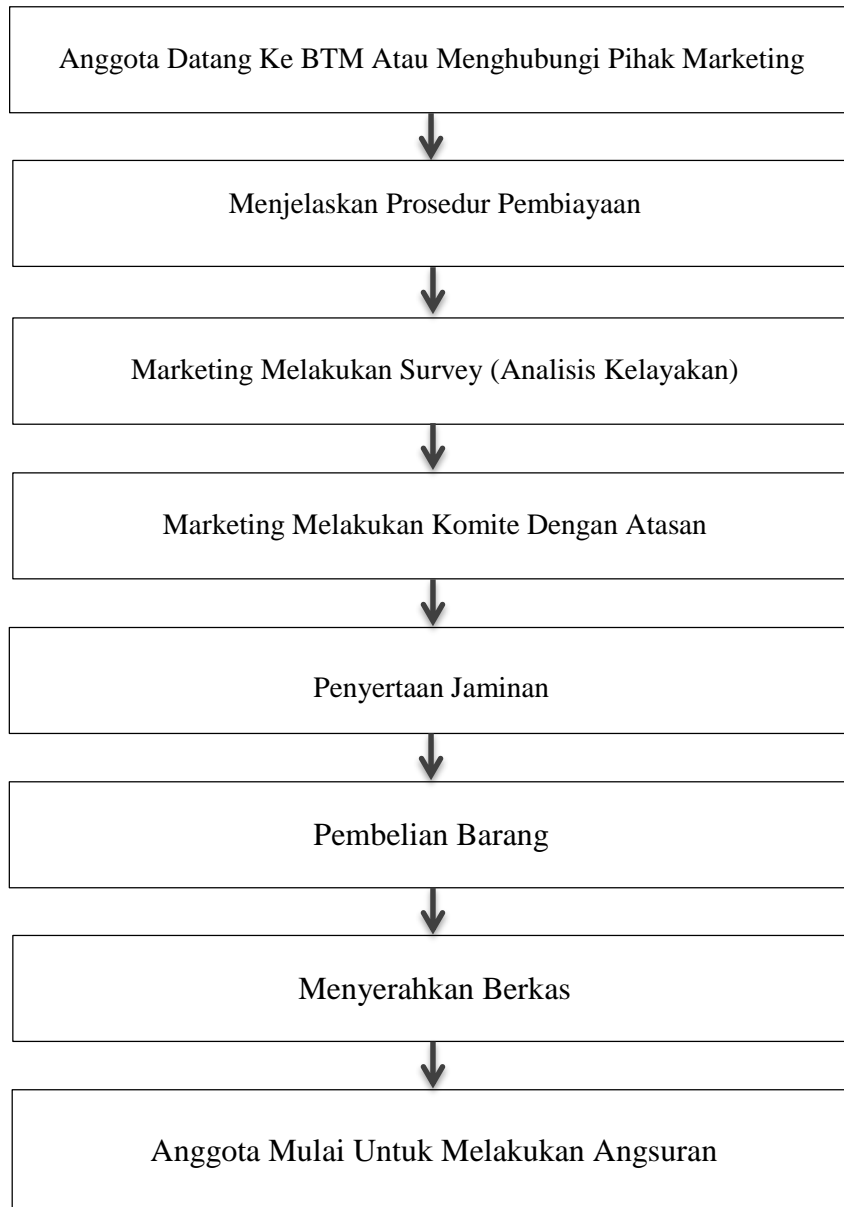 Anggota Datang Ke BTM Atau Menghubungi Pihak Marketing
Menjelaskan Prosedur Pembiayaan
Marketing Melakukan Survey (Analisis Kelayakan)
Marketing Melakukan Komite Dengan Atasan
Penyertaan Jaminan
Pembelian Barang
Menyerahkan Berkas
Anggota Mulai Untuk Melakukan Angsuran